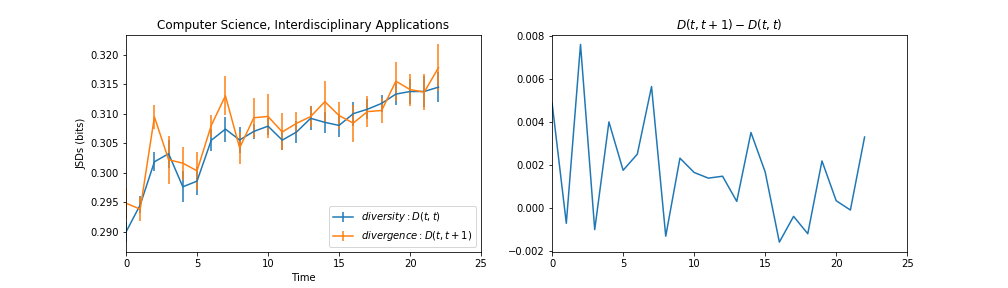 Computer Science, Interdisciplinary Applications
JSDs (bits)
0.320
0.315
0.310
0.305
0.300
0.295
0.290
diversity : D(t, t)
divergence : D(t, t + 1)
0 5 10 15 20 25
Time
D(t, t + 1) − D(t, t)
0.008
0.006
0.004
0.002
0.000
−0.002
0 5 10 15 20 25